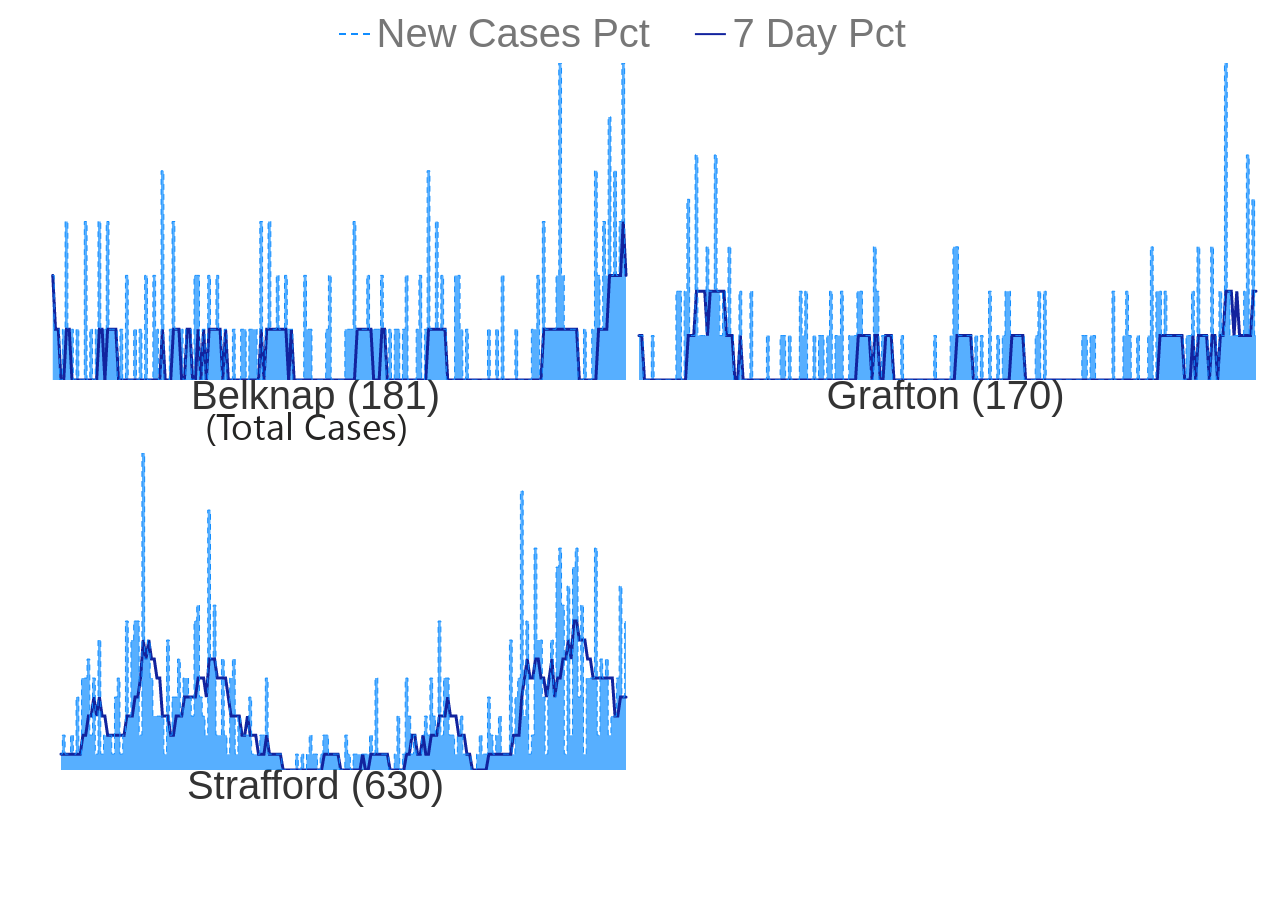 New Cases Pct 7 Day Pct
Belknap (181)
(Total Cases)
Grafton (170)
Strafford (630)